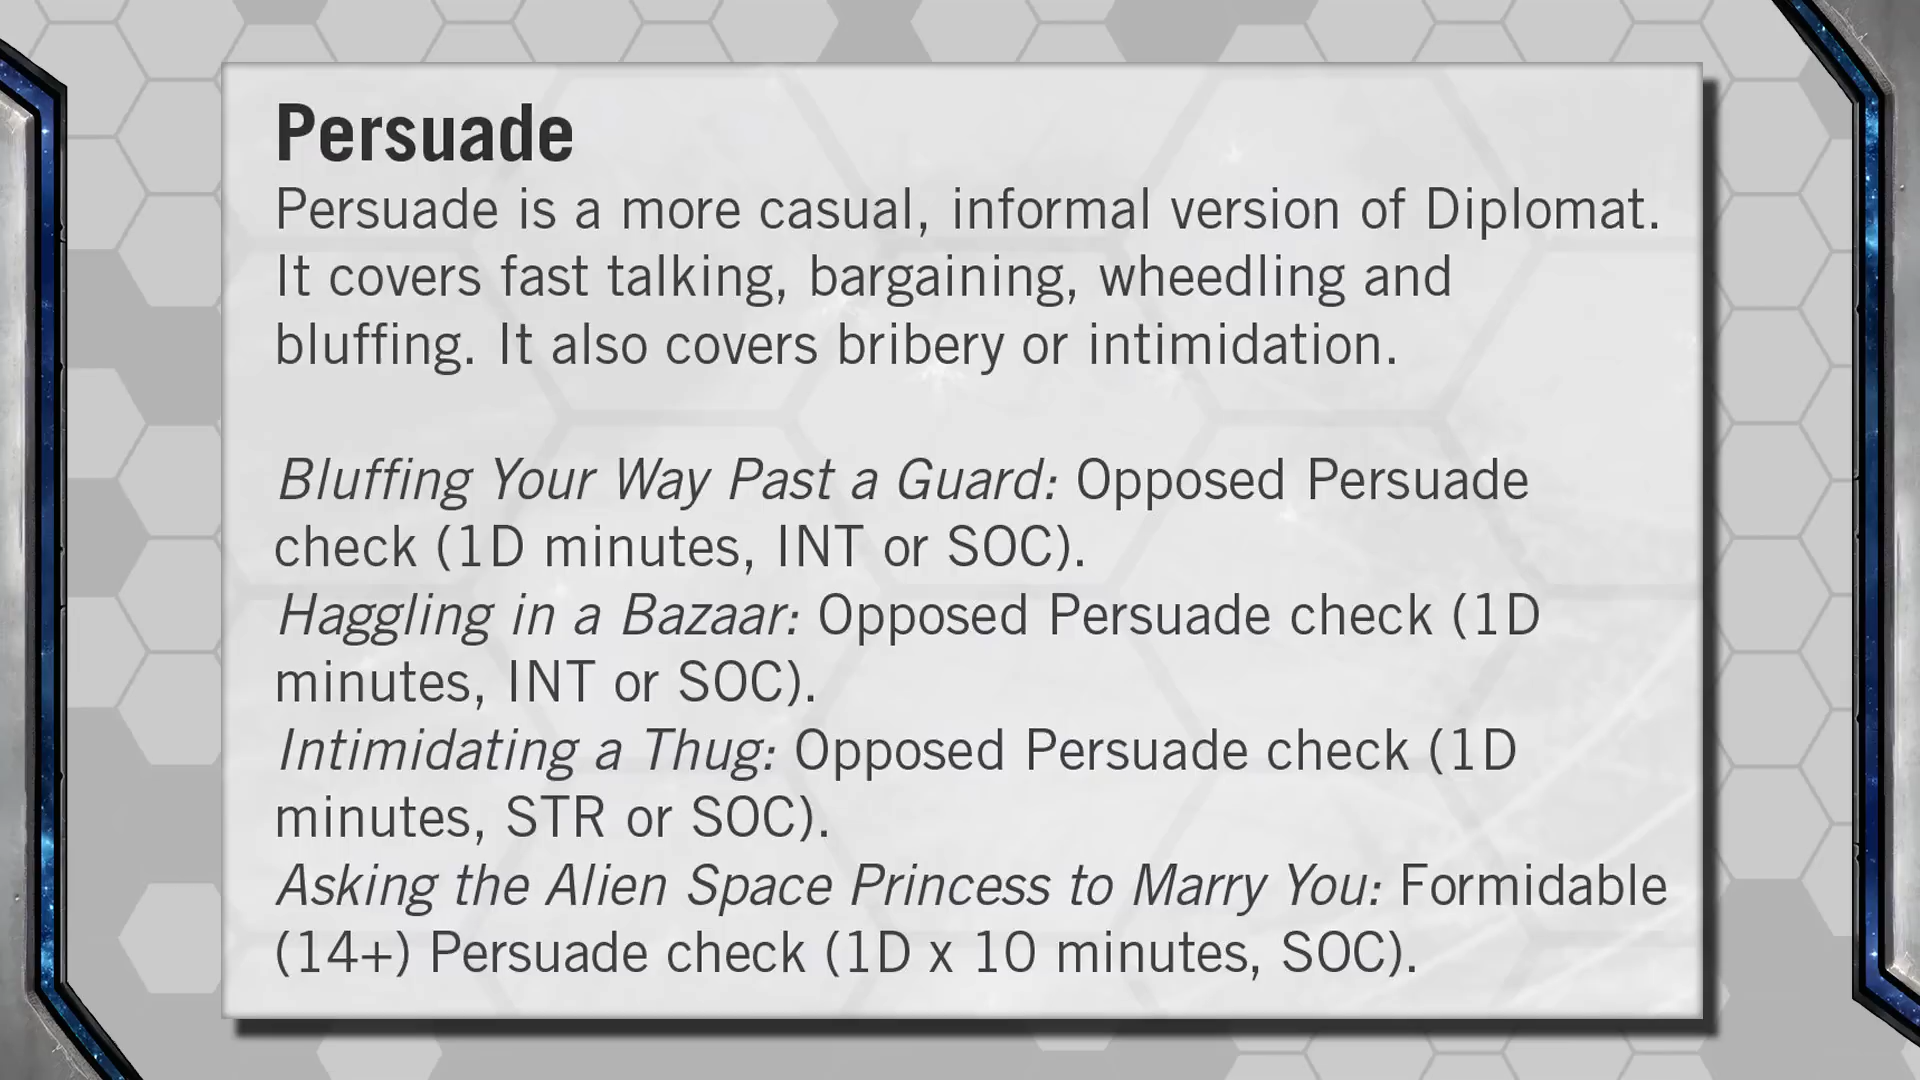 Persuade
Persuade is a more casual, informal version of Diplomat.
It covers fast talking, bargaining, wheedling and
bluffing. It also covers bribery or intimidation.
Bluffing Your Way Past a Guard: Opposed Persuade
check (1D minutes, INT or SOC).
Haggling in a Bazaar: Opposed Persuade check (1D
minutes, INT or SOC).
Intimidating a Thug: Opposed Persuade check (1D
minutes, STR or SOC).
Asking the Alien Space Princess to Marry You: Formidable
(14+) Persuade check (1D x 10 minutes, SOC).